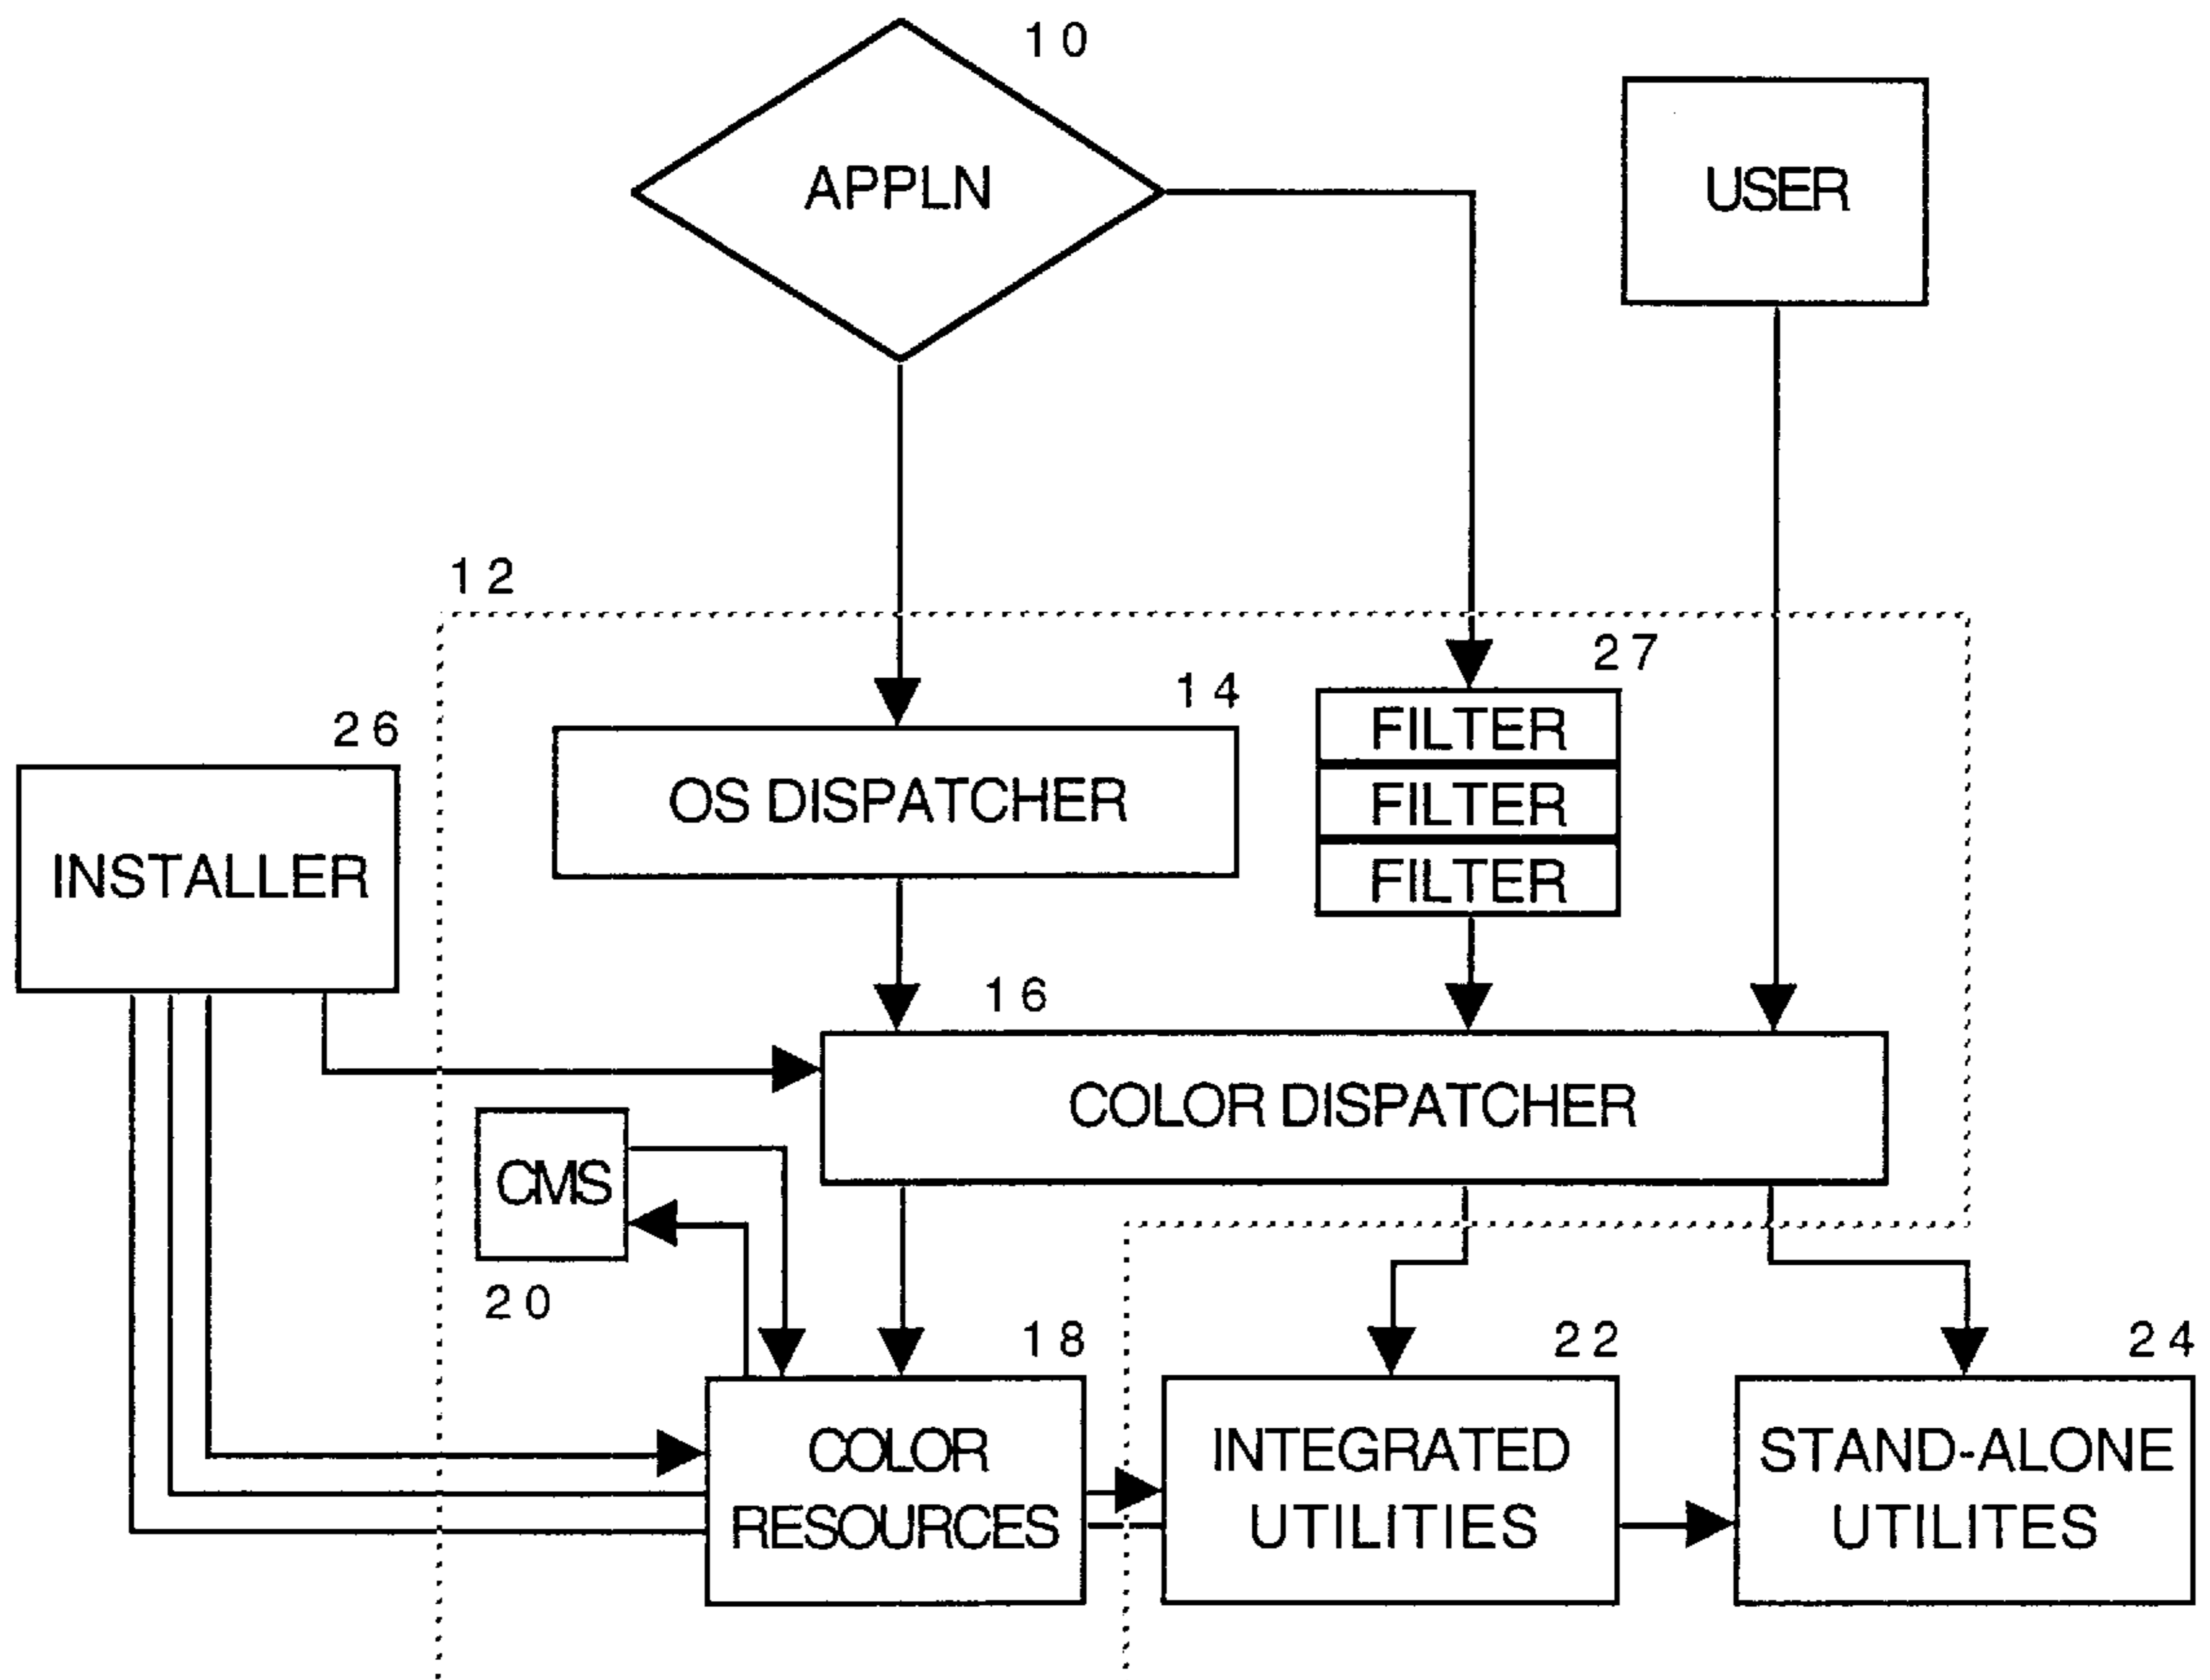 10
APPLN
USER
12
27
14
26
FILTER
OS DISPATCHER
FILTER
INSTALLER
FILTER
16
COLOR DISPATCHER
CMS
20
18
22
24
COLOR
RESOURCES
INTEGRATED
UTILITIES
STAND-ALONE
UTILITES